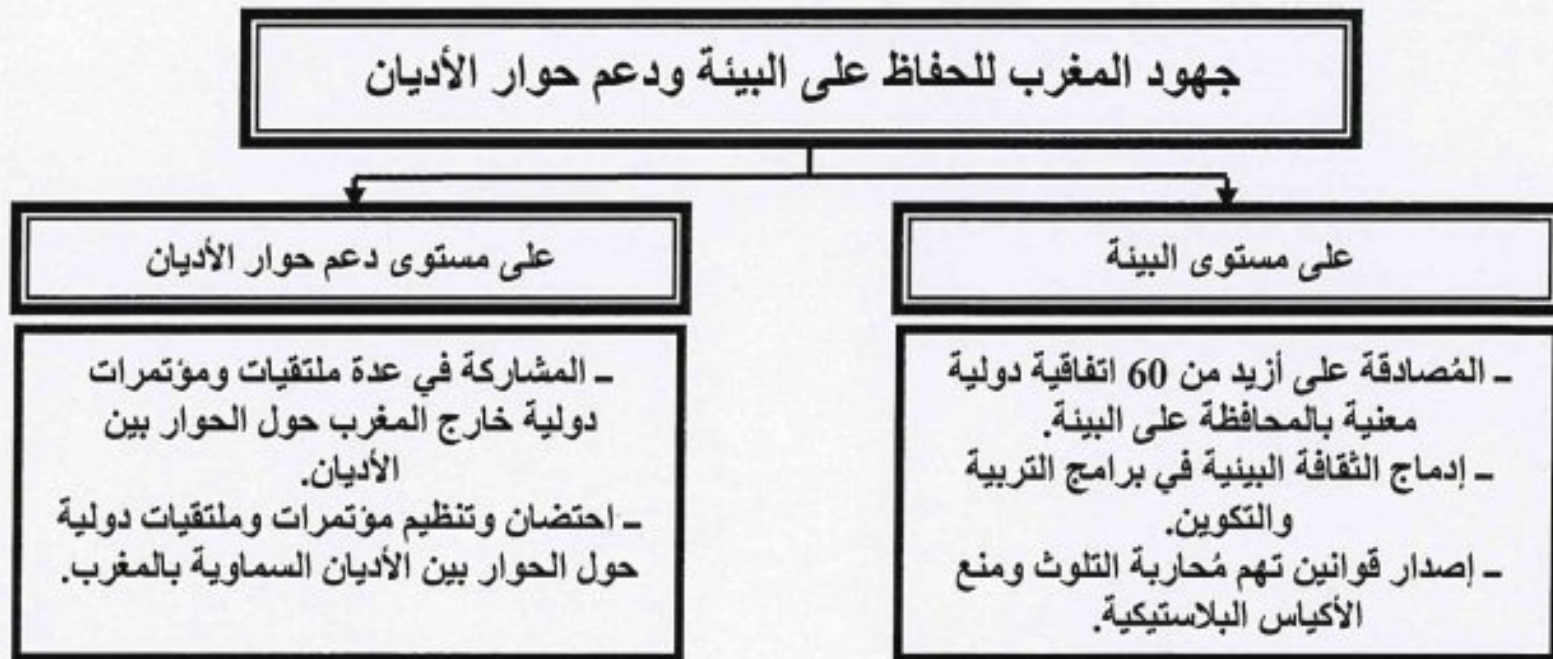 جهود المغرب للحفاظ على البيئة ودعم حوار الأديان
على مستوى البيئة
ـ المُصادقة على أزيد من 60 اتفاقية دولية
معنية بالمحافظة على البيئة.
ـ إدماج الثقافة البيئية في برامج التربية
والتكوين.
ـ إصدار قوانين تهم مُحاربة التلوث ومنع
الأكياس البلاستيكية.
على مستوى دعم حوار الأديان
ـ المشاركة في عدة ملتقيات ومؤتمرات
دولية خارج المغرب حول الحوار بين
الأديان.
ـ احتضان وتنظيم مؤتمرات وملتقيات دولية
حول الحوار بين الأديان السماوية بالمغرب.